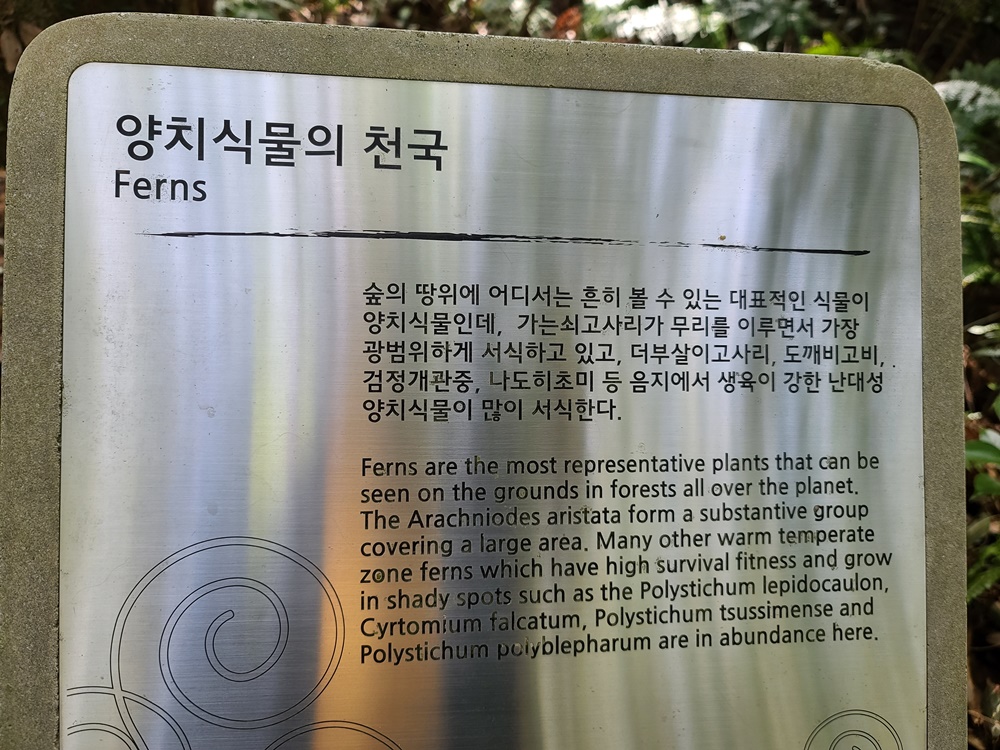 양치식물의 천국
Ferns
숲의 땅위에 어디서는 흔히 볼 수 있는 대표적인 식물이
양치식물인데, 가는쇠고사리가 무리를 이루면서 가장
광범위하게 서식하고 있고, 더부살이고사리, 도깨비고비,
검정개관중, 나도히초미 등 음지에서 생육이 강한 난대성
양치식물이 많이 서식한다.
Ferns are the most representative plants that can be
seen on the grounds in forests all over the planet.
The Arachniodes aristata form a substantive group
covering a large area. Many other warm temperate
zone ferns which have high survival fitness and grow
in shady spots such as the Polystichum lepidocaulon,
Cyrtomium falcatum, Polystichum tsussimense and
Polystichum polyblepharum are in abundance here.